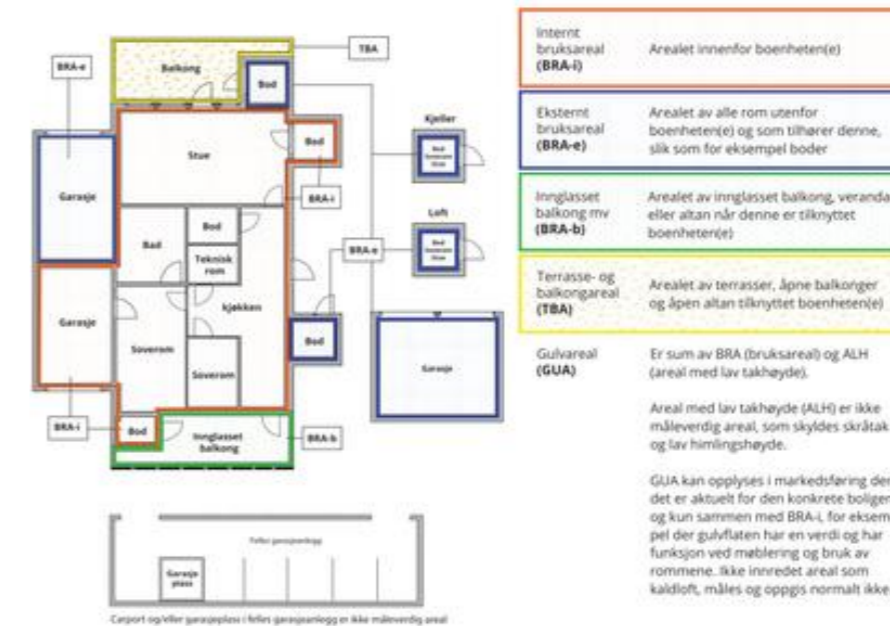 TBA
BRA-e
Balkong
Bod
Kjeller
Bod
Stue
Bod
Garasje
BRA-i
Loft
Bod
Bad
BRA-e
Teknisk
rom
kjøkken
Garasje
Bod
Soverom
Garasje
Soverom
BRA-i
Bod
Innglasset
balkong
BRA-b
Felles garasjeanlegg
Garasje
plass
Carport og/eller garasjeplass i felles garasjeanlegg er ikke måleverdig areal
Internt
bruksareal
(BRA-i)
Arealet innenfor boenheten(e)
Eksternt
bruksareal
(BRA-e)
Arealet av alle rom utenfor
boenheten(e) og som tilhører denne,
slik som for eksempel boder
Innglasset
balkong mv
(BRA-b)
Arealet av innglasset balkong, veranda
eller altan når denne er tilknyttet
boenheten(e)
Terrasse- og
balkongareal
(TBA)
Arealet av terrasser, åpne balkonger
og åpen altan tilknyttet boenheten(e)
Gulvareal
(GUA)
Er sum av BRA (bruksareal) og ALH
(areal med lav takhøyde).
Areal med lav takhøyde (ALH) er ikke
måleverdig areal, som skyldes skråtak
og lav himlingshøyde.
GUA kan opplyses i markedsføring der
det er aktuelt for den konkrete boligen
og kun sammen med BRA-i, for eksem
pel der gulvflaten har en verdi og har
funksjon ved møblering og bruk av
rommene. Ikke innredet areal som
kaldloft, måles og oppgis normalt ikke